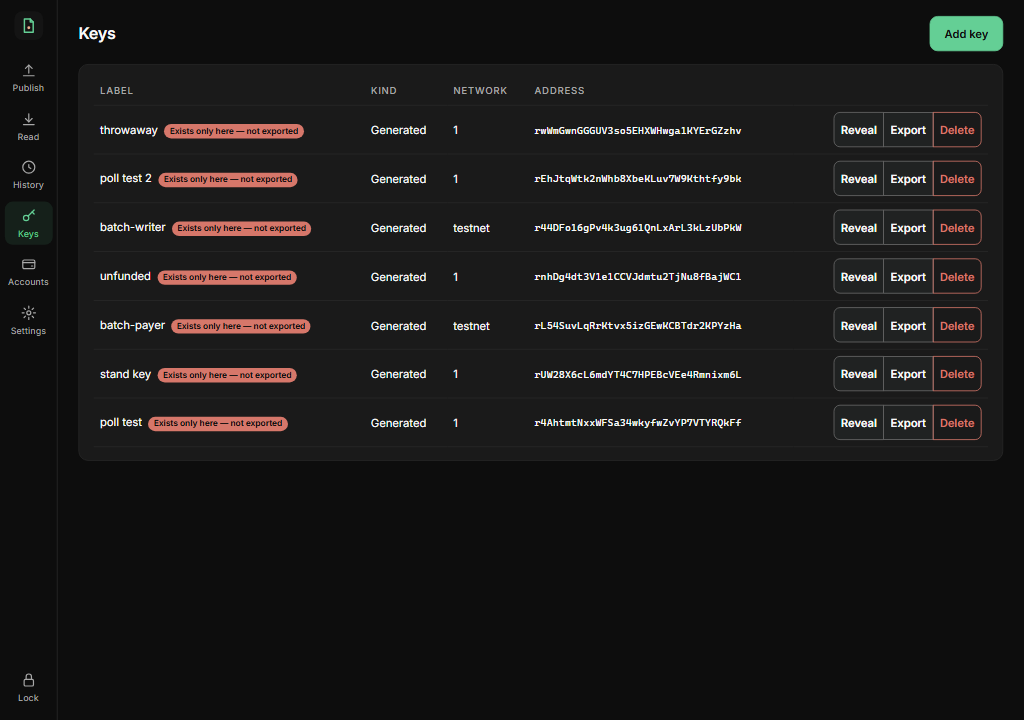 Keys
Add key
Publish
Read
History
Keys
Accounts
Settings
Lock
LABEL KIND NETWORK ADDRESS
throwaway Exists only here — not exported Generated 1 rwWmGwnGGGUV3so5EHXWHwga1KYErGZzhv Reveal Export Delete
poll test 2 Exists only here — not exported Generated 1 rEhJtqWtk2nWhb8XbeKLuv7W9Kthtfy9bk Reveal Export Delete
batch-writer Exists only here — not exported Generated testnet r44DFo16gPv4k3ug61QnLxArL3kLzUbPkW Reveal Export Delete
unfunded Exists only here — not exported Generated 1 rnhDg4dt3V1e1CCVJdmtu2TjNu8fBajWC1 Reveal Export Delete
batch-payer Exists only here — not exported Generated testnet rL54SuvLqRrKtvx5izGEwKCBTdr2KPYzHa Reveal Export Delete
stand key Exists only here — not exported Generated 1 rUW28X6cL6mdYT4C7HPEBcVEe4Rmnixm6L Reveal Export Delete
poll test Exists only here — not exported Generated 1 r4AhtmtNxxWFSa34wkyfwZvYP7VTYRQkFf Reveal Export Delete